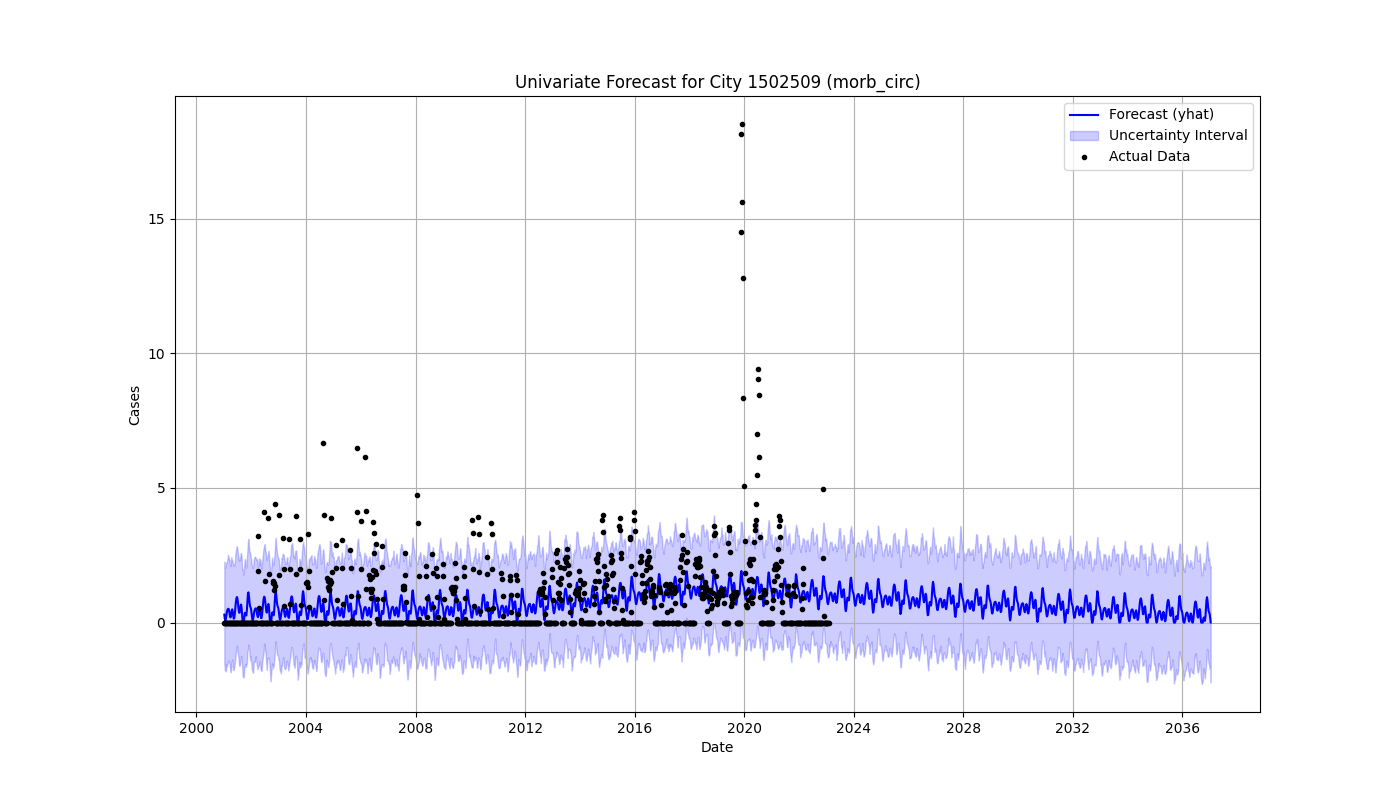 Univariate Forecast for City 1502509 (morb_circ)
Forecast (yhat)
Uncertainty Interval
Actual Data
Cases
15
10
5
0
2000 2004 2008 2012 2016 2020 2024 2028 2032 2036
Date